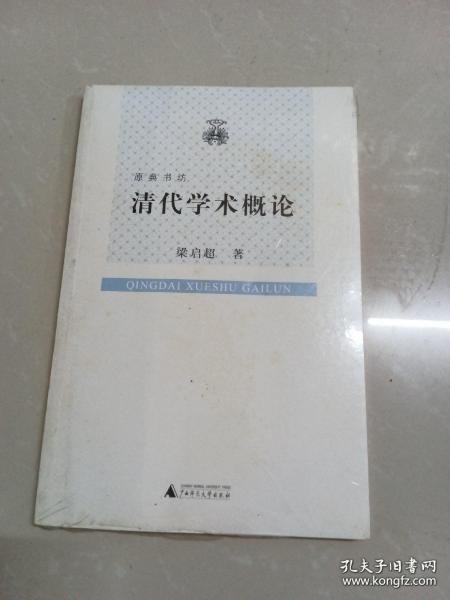 源典书坊
清代学术概论
梁启超 著
QINGDAI XUESHU GAILUN
广西师范大学出版社
孔夫子旧书网
www.kongfz.com